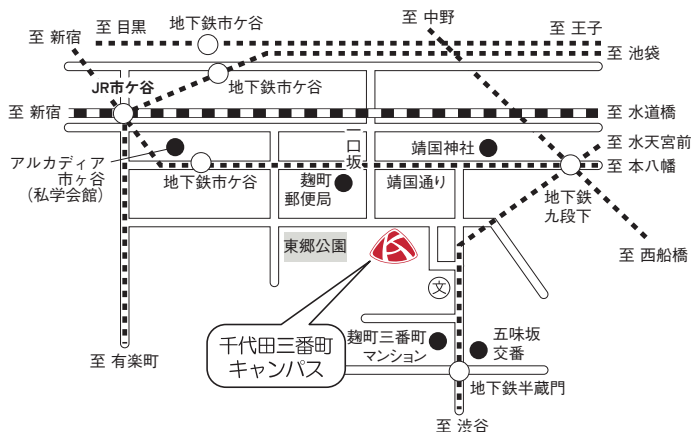 至 中野
至 新宿
至 目黒
地下鉄市ケ谷
至 王子
至 池袋
JR市ケ谷
地下鉄市ケ谷
至 新宿
至 水道橋
一口坂
靖国神社
至 水天宮前
アルカディア
市ヶ谷
(私学会館)
地下鉄市ケ谷
麹町
郵便局
靖国通り
至 本八幡
地下鉄
九段下
東郷公園
至 西船橋
文
千代田三番町
キャンパス
麹町三番町
マンション
五味坂
交番
至 有楽町
地下鉄半蔵門
至 渋谷